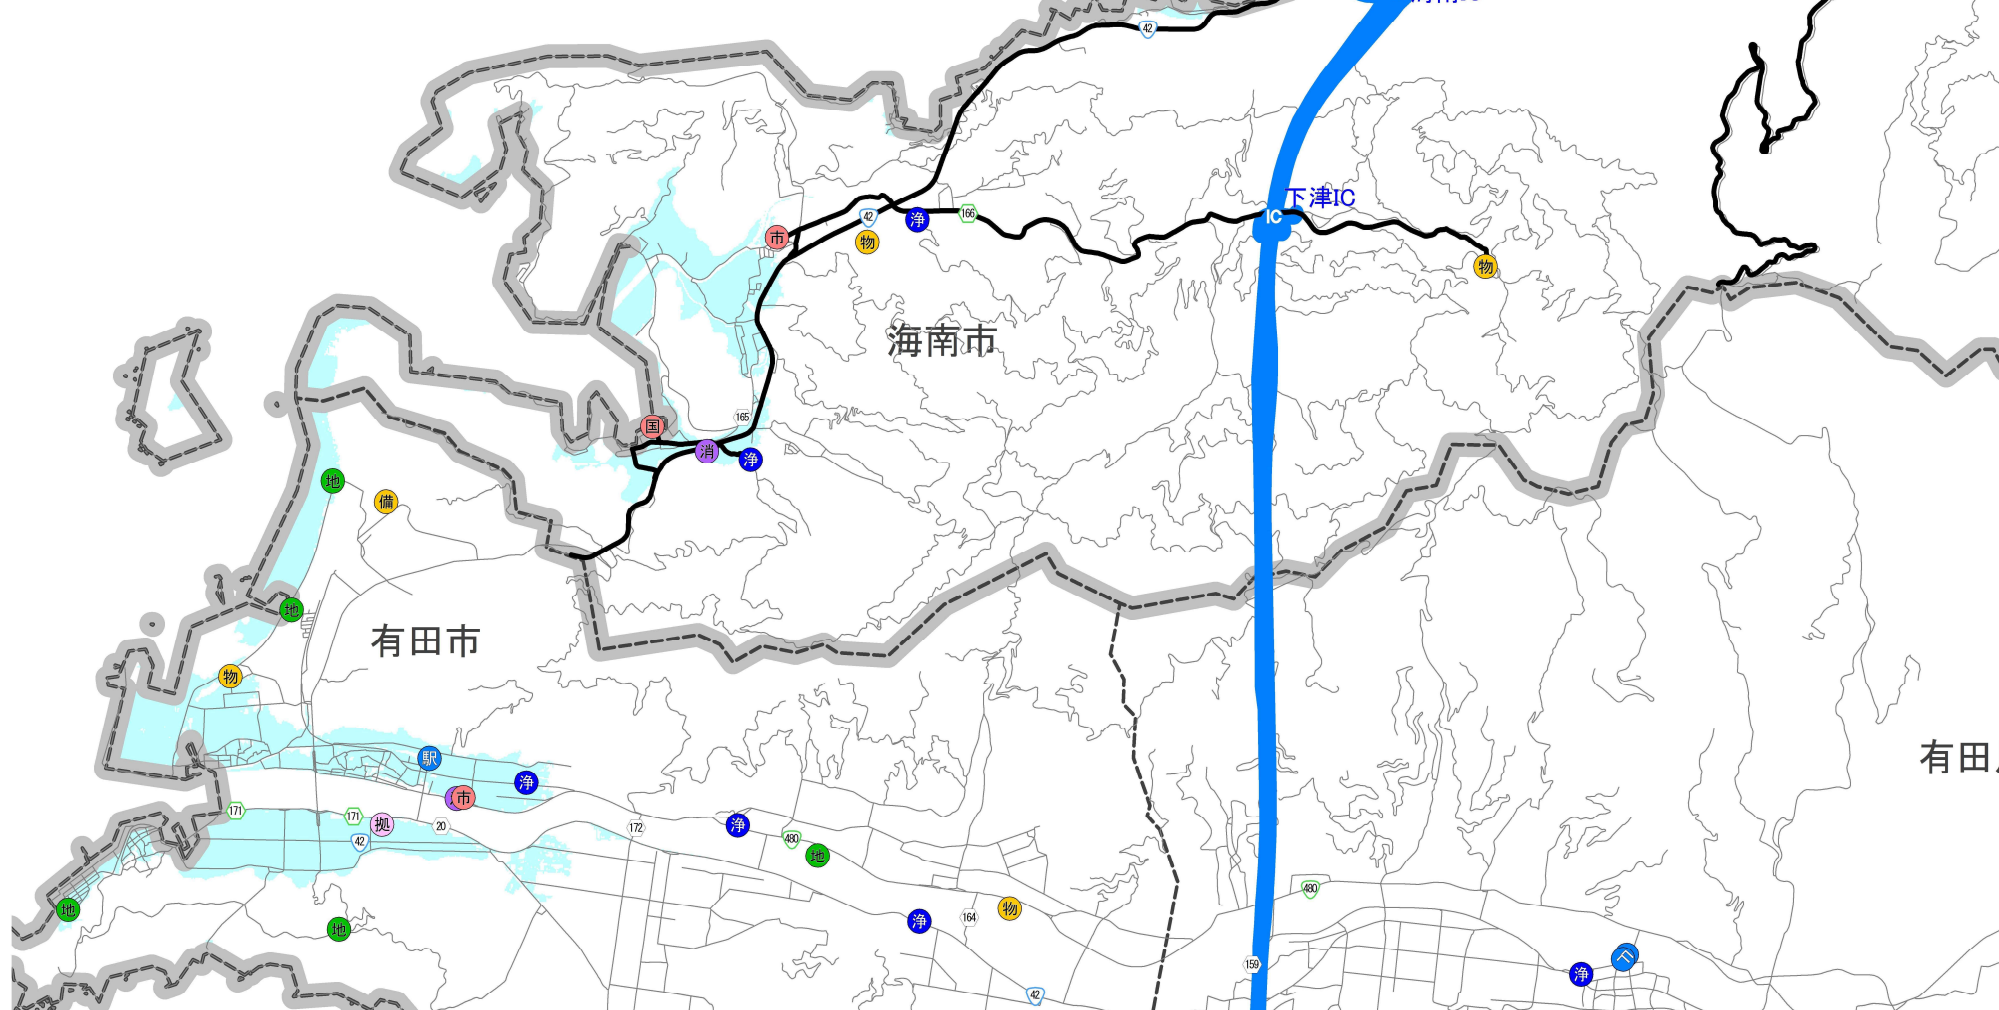 42
下津IC
IC
166
42
浄
市
物
物
海南市
165
国
消
浄
地
備
地
有田市
物
駅
有田
浄
市
171
171
拠
20
42
172
浄
480
地
480
地
地
浄
164
物
159
浄
42